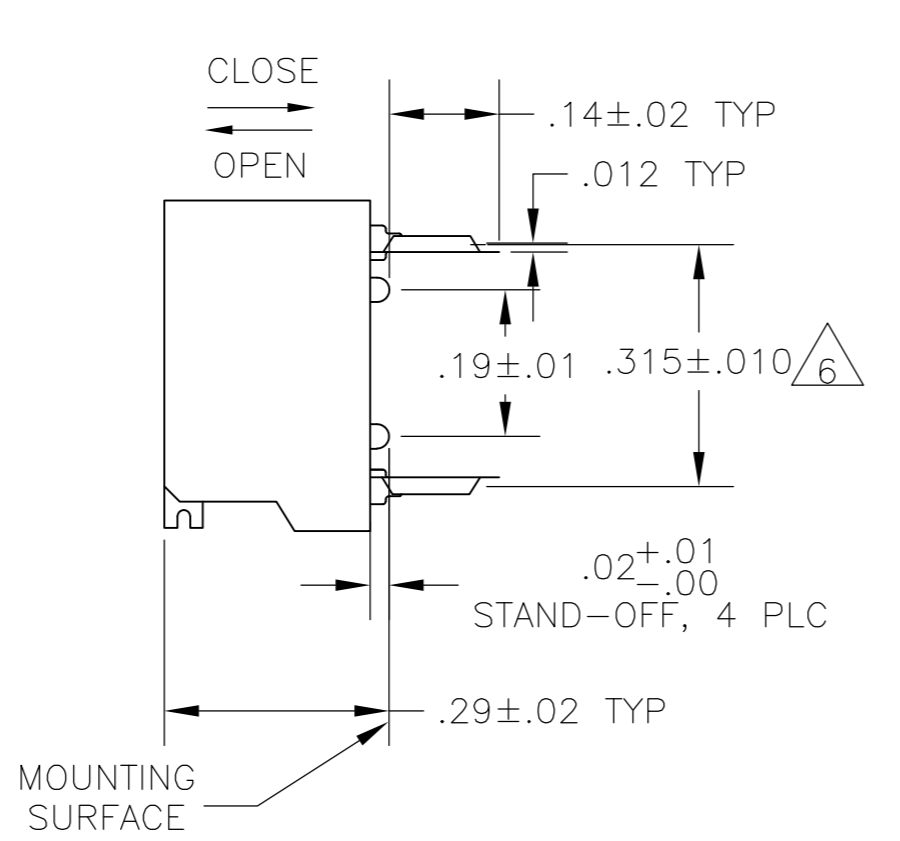 CLOSE
OPEN
.14±.02 TYP
.012 TYP
.19±.01
.315±.010
6
.02+.01
-.00
STAND-OFF, 4 PLC
.29±.02 TYP
MOUNTING
SURFACE